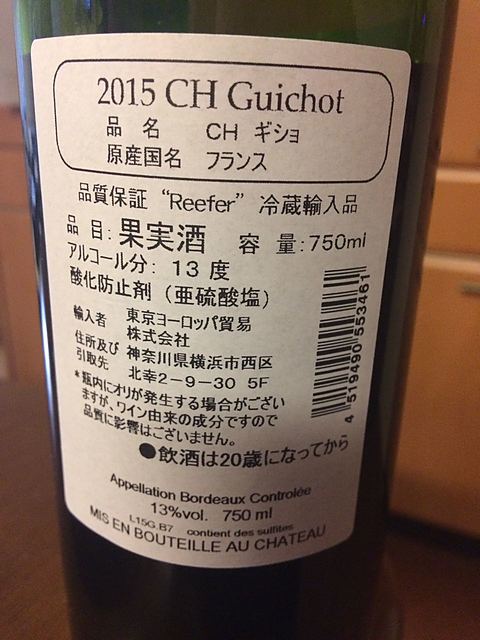 2015 CH Guichot
品 名 CH ギショ
原産国名 フランス
品質保証 “Reefer” 冷蔵輸入品
品 目：果実酒 容 量：750ml
アルコール分： 13 度
酸化防止剤（亜硫酸塩）
輸入者 東京ヨーロッパ貿易
株式会社
住所及び 神奈川県横浜市西区
引取先 北幸2－9－30 5F
*瓶内にオリが発生する場合がござい
ますが、ワイン由来の成分ですので
品質に影響はございません。
4 519490 553461
●飲酒は20歳になってから
Appellation Bordeaux Controlée
13%vol. 750 ml
L15G.B7 contient des sulfites
MIS EN BOUTEILLE AU CHATEAU